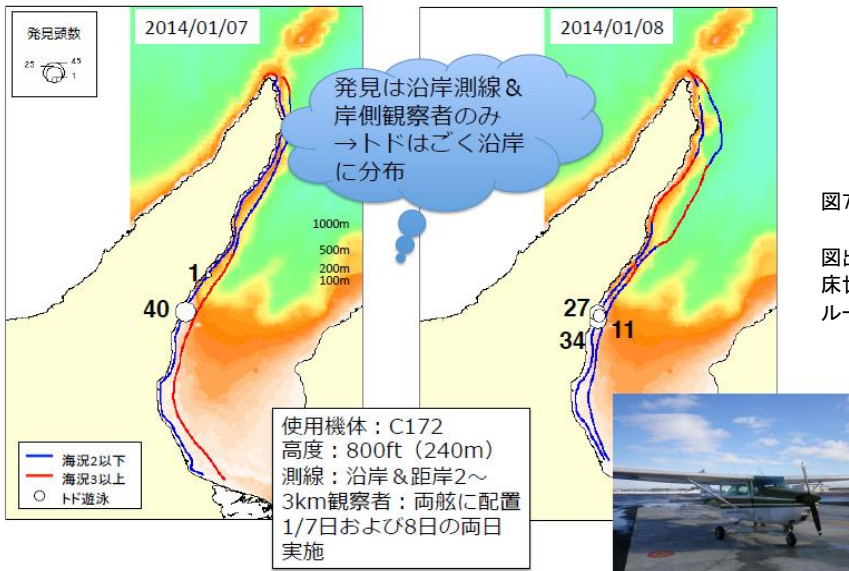 発見頭数
25
45
1
2014/01/07
2014/01/08
発見は沿岸測線＆
岸側観察者のみ
→トドはごく沿岸
に分布
1000m
500m
200m
100m
1
40
27
34
11
海況2以下
海況3以上
トド遊泳
使用機体：C172
高度：800ft（240m）
測線：沿岸＆距岸2～
3km観察者：両舷に配置
1/7日および8日の両日
実施
図7
図出
床世
ルー